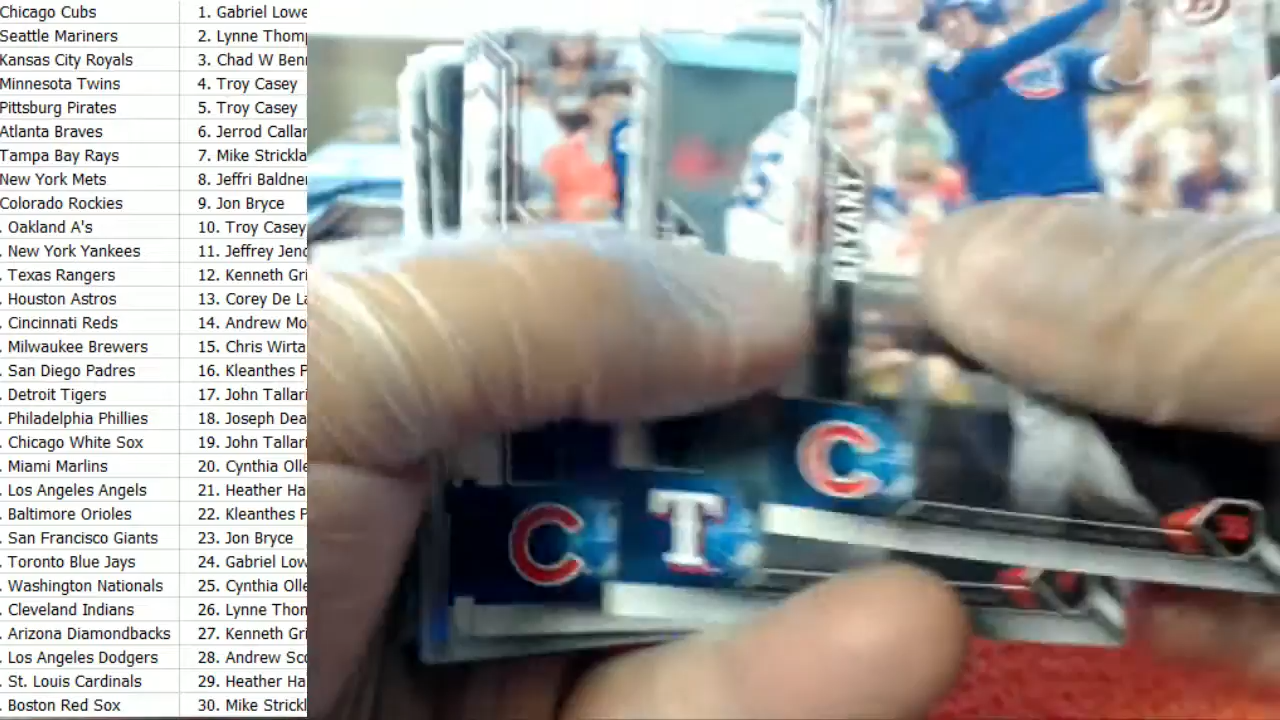 Chicago Cubs 1. Gabriel Lowe
Seattle Mariners 2. Lynne Thom
Kansas City Royals 3. Chad W Ben
Minnesota Twins 4. Troy Casey
Pittsburg Pirates 5. Troy Casey
Atlanta Braves 6. Jerrod Callar
Tampa Bay Rays 7. Mike Strickla
New York Mets 8. Jeffri Baldne
Colorado Rockies 9. Jon Bryce
. Oakland A's 10. Troy Casey
. New York Yankees 11. Jeffrey Jen
. Texas Rangers 12. Kenneth Gri
. Houston Astros 13. Corey De La
. Cincinnati Reds 14. Andrew Mo
. Milwaukee Brewers 15. Chris Wirta
. San Diego Padres 16. Kleanthes P
. Detroit Tigers 17. John Tallari
. Philadelphia Phillies 18. Joseph Dea
. Chicago White Sox 19. John Tallari
. Miami Marlins 20. Cynthia Olle
. Los Angeles Angels 21. Heather Ha
. Baltimore Orioles 22. Kleanthes P
. San Francisco Giants 23. Jon Bryce
. Toronto Blue Jays 24. Gabriel Low
. Washington Nationals 25. Cynthia Olle
. Cleveland Indians 26. Lynne Thon
. Arizona Diamondbacks 27. Kenneth Gri
. Los Angeles Dodgers 28. Andrew Sco
. St. Louis Cardinals 29. Heather Ha
. Boston Red Sox 30. Mike Strickl
BRYANT
C
C
T
C